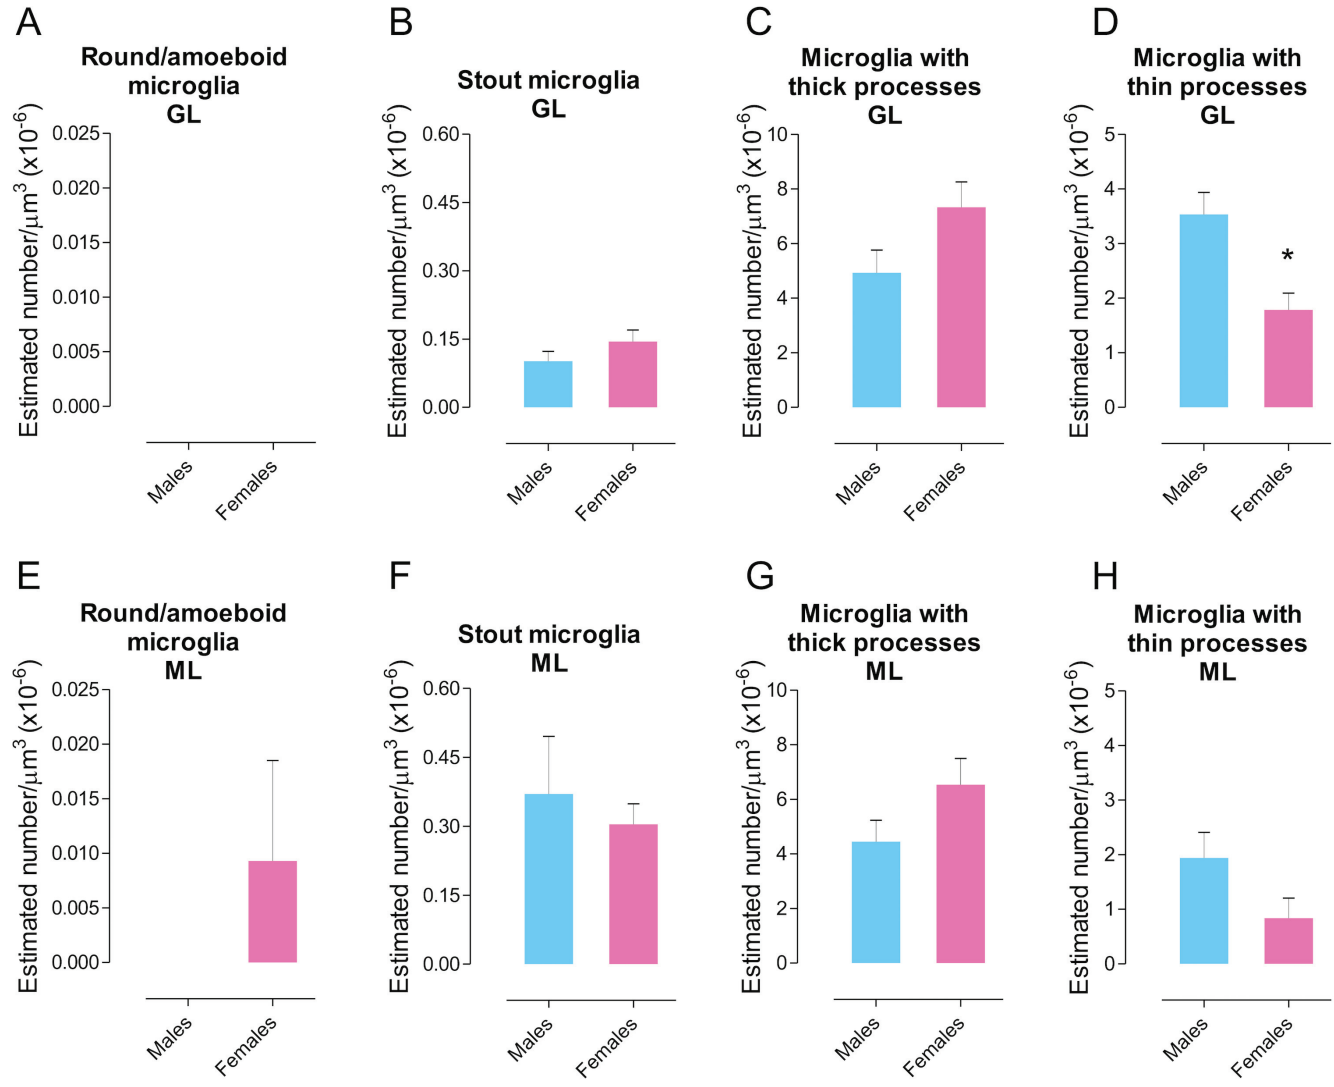 A
Round/amoeboid
microglia
GL
Estimated number/μm³ (x10⁻⁶)
0.025
0.020
0.015
0.010
0.005
0.000
Males
Females
B
Stout microglia
GL
Estimated number/μm³ (x10⁻⁶)
0.60
0.45
0.30
0.15
0.00
Males
Females
C
Microglia with
thick processes
GL
Estimated number/μm³ (x10⁻⁶)
10
8
6
4
2
0
Males
Females
D
Microglia with
thin processes
GL
Estimated number/μm³ (x10⁻⁶)
5
4
3
2
1
0
*
Males
Females
E
Round/amoeboid
microglia
ML
Estimated number/μm³ (x10⁻⁶)
0.025
0.020
0.015
0.010
0.005
0.000
Males
Females
F
Stout microglia
ML
Estimated number/μm³ (x10⁻⁶)
0.60
0.45
0.30
0.15
0.00
Males
Females
G
Microglia with
thick processes
ML
Estimated number/μm³ (x10⁻⁶)
10
8
6
4
2
0
Males
Females
H
Microglia with
thin processes
ML
Estimated number/μm³ (x10⁻⁶)
5
4
3
2
1
0
Males
Females